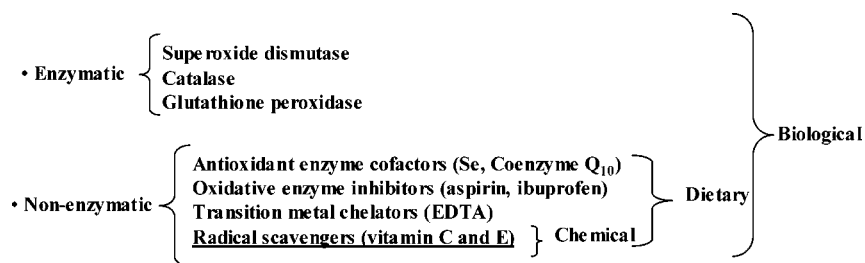 Superoxide dismutase
• Enzymatic
Catalase
Glutathione peroxidase
Biological
Antioxidant enzyme cofactors (Se, Coenzyme Q10)
Oxidative enzyme inhibitors (aspirin, ibuprofen)
Dietary
• Non-enzymatic
Transition metal chelators (EDTA)
Radical scavengers (vitamin C and E)
Chemical